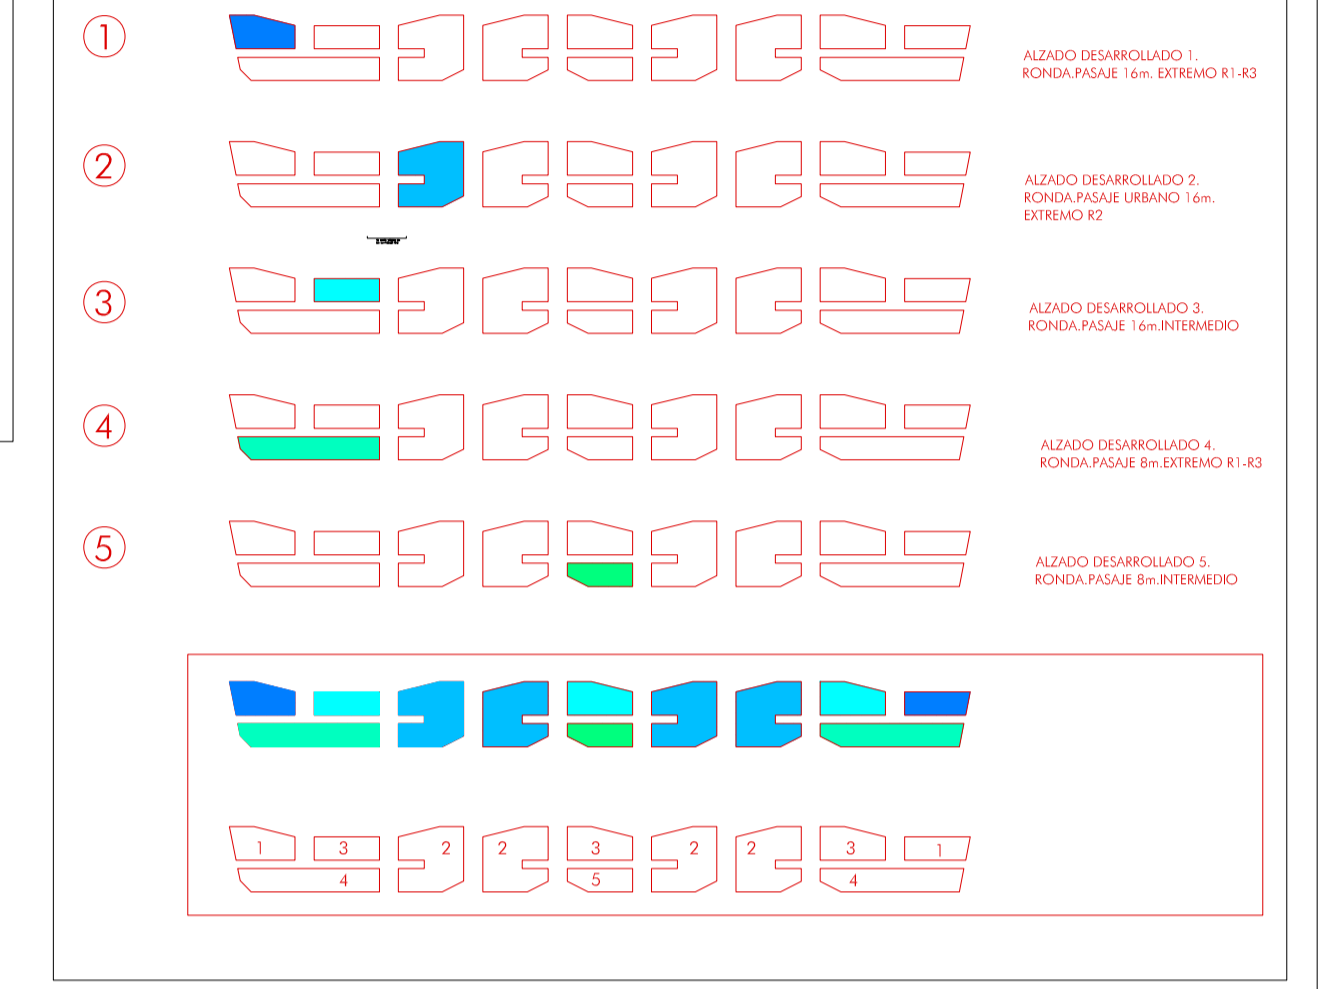 1
ALZADO DESARROLLADO 1.
RONDA.PASAJE 16m. EXTREMO R1-R3
2
ALZADO DESARROLLADO 2.
RONDA.PASAJE URBANO 16m.
EXTREMO R2
3
ALZADO DESARROLLADO 3.
RONDA.PASAJE 16m.INTERMEDIO
4
ALZADO DESARROLLADO 4.
RONDA.PASAJE 8m.EXTREMO R1-R3
5
ALZADO DESARROLLADO 5.
RONDA.PASAJE 8m.INTERMEDIO
1 3 2 2 3 2 2 3 1
4 5 4